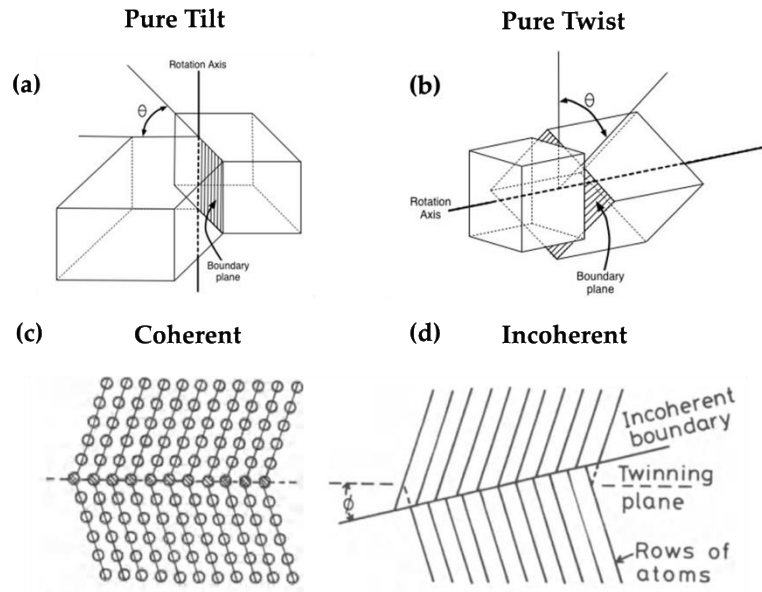 Pure Tilt
Pure Twist
(a)
Rotation Axis
θ
Boundary
plane
(b)
θ
Rotation
Axis
Boundary
plane
(c)
Coherent
(d)
Incoherent
Incoherent
boundary
Twinning
plane
ϕ
Rows of
atoms